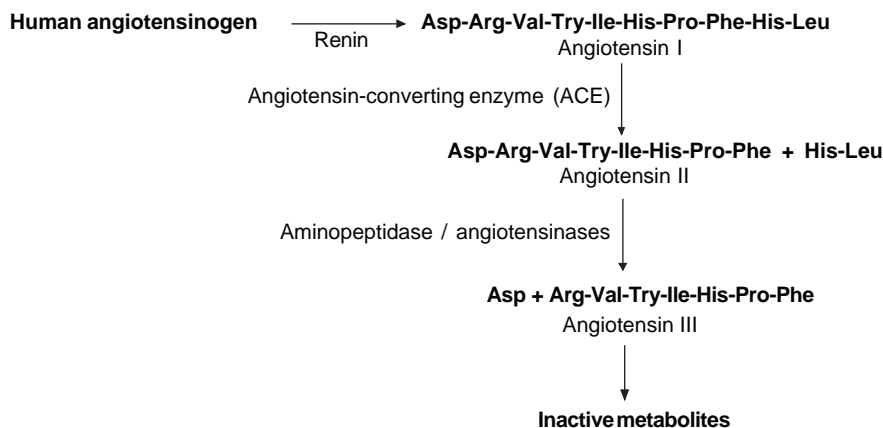 Human angiotensinogen
Renin
Asp-Arg-Val-Try-Ile-His-Pro-Phe-His-Leu
Angiotensin I
Angiotensin-converting enzyme (ACE)
Asp-Arg-Val-Try-Ile-His-Pro-Phe + His-Leu
Angiotensin II
Aminopeptidase / angiotensinases
Asp + Arg-Val-Try-Ile-His-Pro-Phe
Angiotensin III
Inactive metabolites